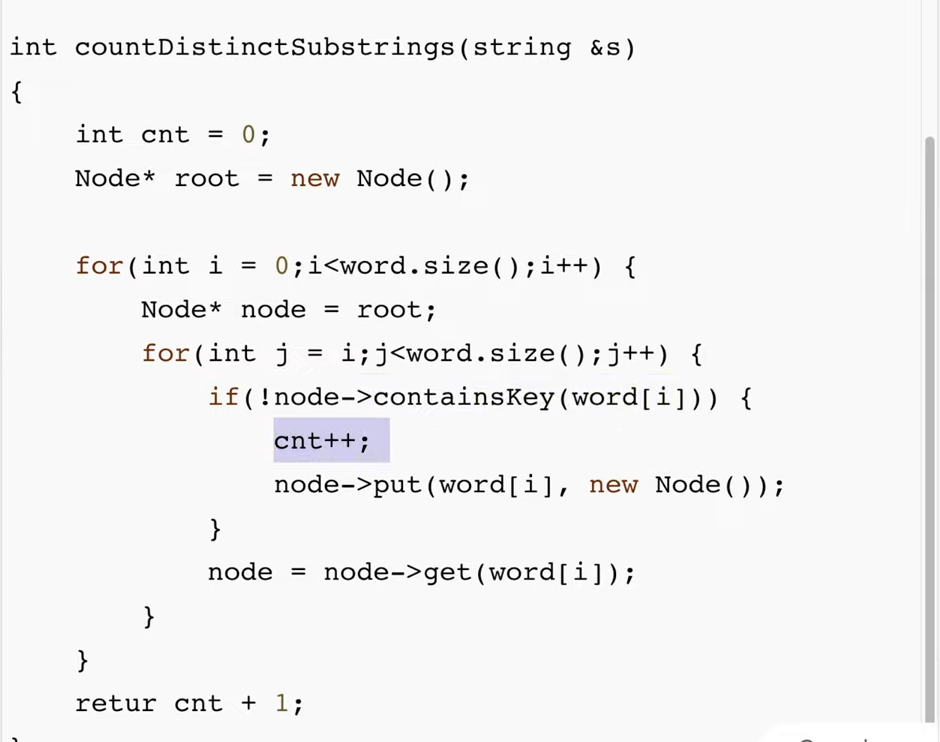 int countDistinctSubstrings(string &s)
{
    int cnt = 0;
    Node* root = new Node();
    for(int i = 0;i<word.size();i++) {
        Node* node = root;
        for(int j = i;j<word.size();j++) {
            if(!node->containsKey(word[i])) {
                cnt++;
                node->put(word[i], new Node());
            }
            node = node->get(word[i]);
        }
    }
    retur cnt + 1;